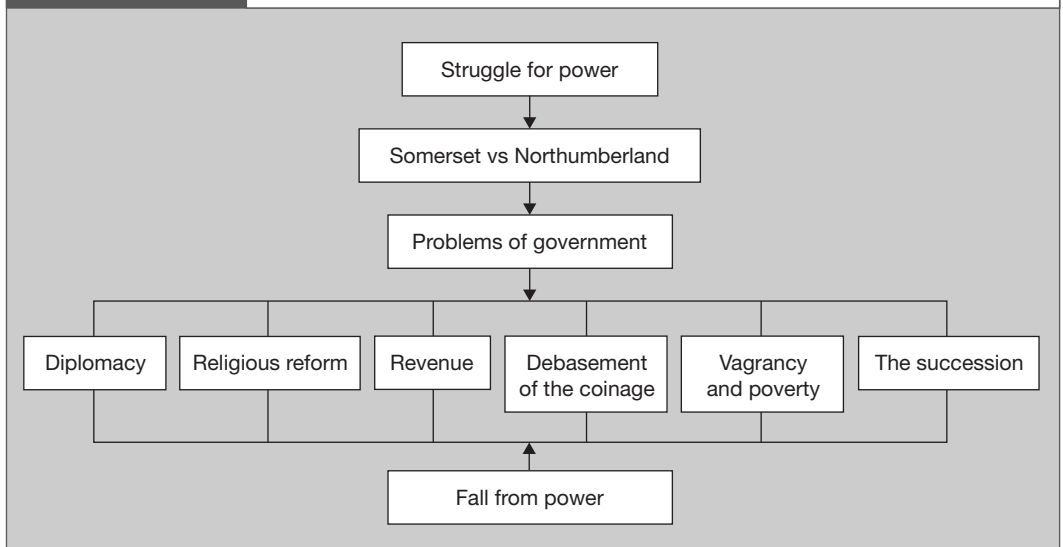 Struggle for power
Somerset vs Northumberland
Problems of government
Diplomacy
Religious reform
Revenue
Debasement
of the coinage
Vagrancy
and poverty
The succession
Fall from power